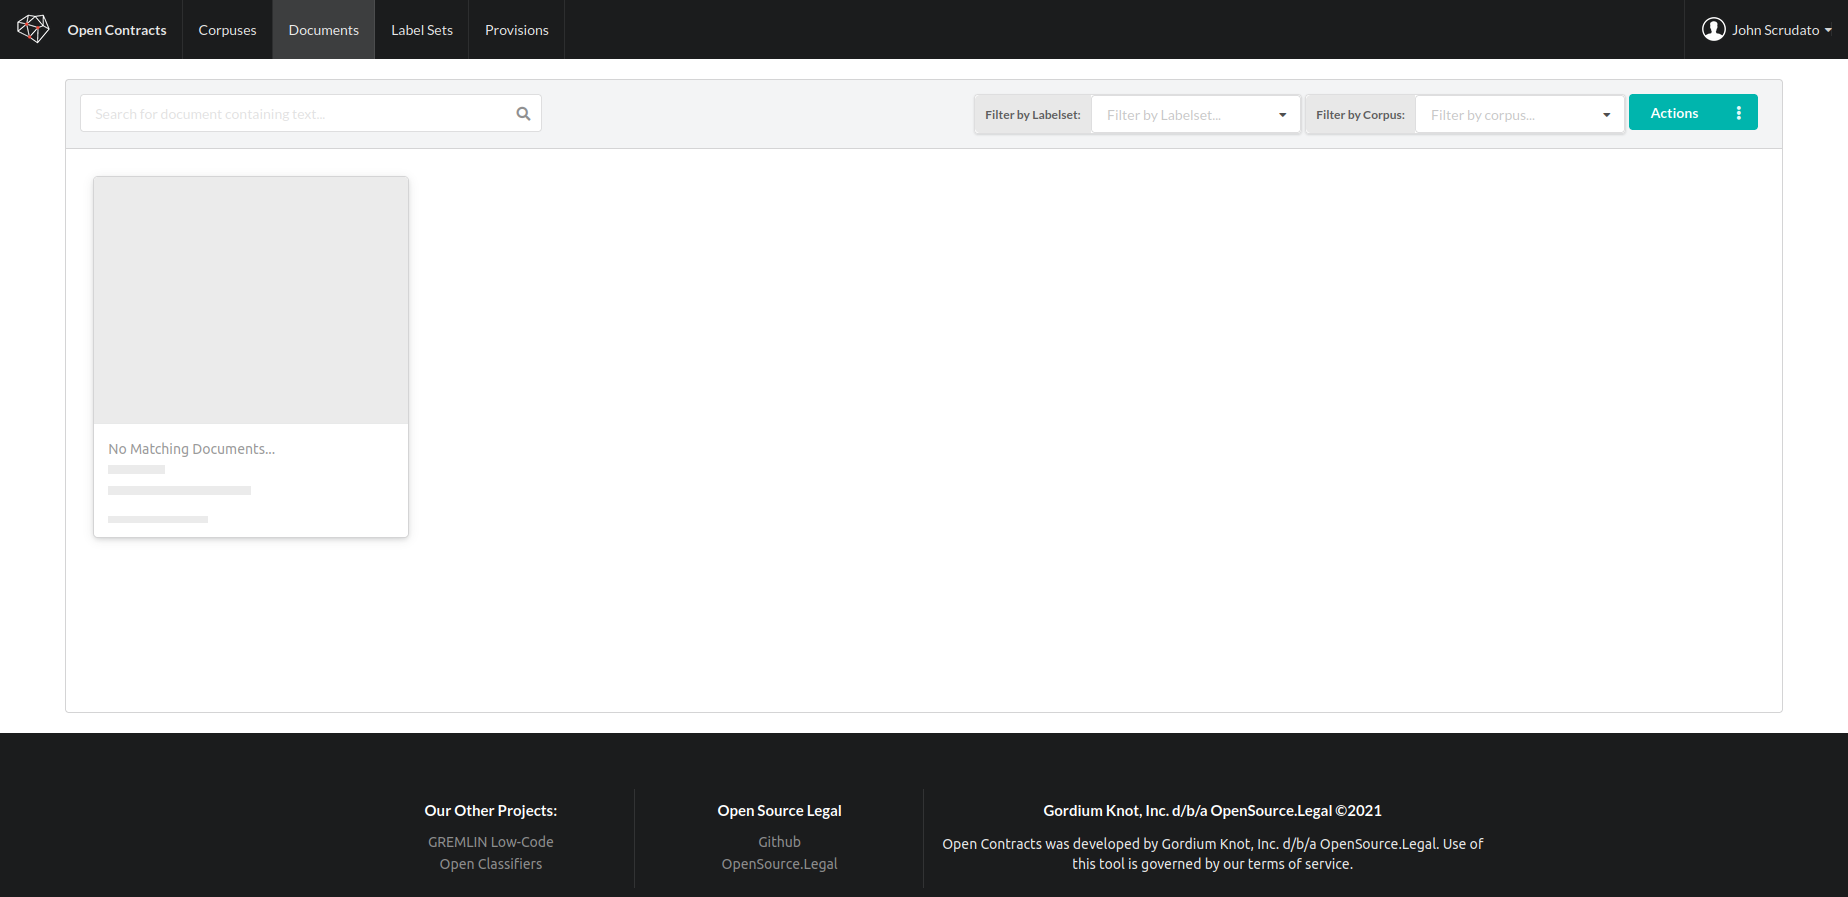 Open Contracts
Corpuses
Documents
Label Sets
Provisions
John Scrudato
Search for document containing text...
Filter by Labelset:
Filter by Labelset...
Filter by Corpus:
Filter by corpus...
Actions
No Matching Documents...
Our Other Projects:
GREMLIN Low-Code
Open Classifiers
Open Source Legal
Github
OpenSource.Legal
Gordium Knot, Inc. d/b/a OpenSource.Legal ©2021
Open Contracts was developed by Gordium Knot, Inc. d/b/a OpenSource.Legal. Use of
this tool is governed by our terms of service.